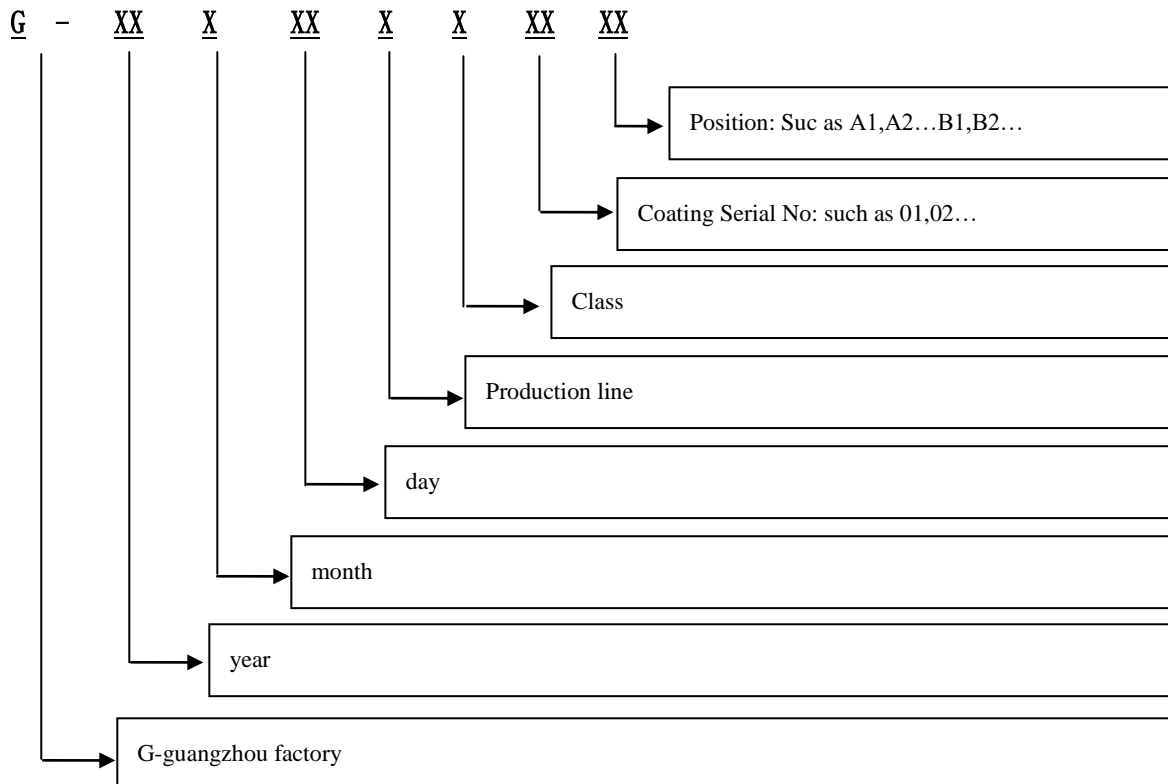 G - XX X XX X X XX XX
Position: Suc as A1,A2…B1,B2…
Coating Serial No: such as 01,02…
Class
Production line
day
month
year
G-guangzhou factory